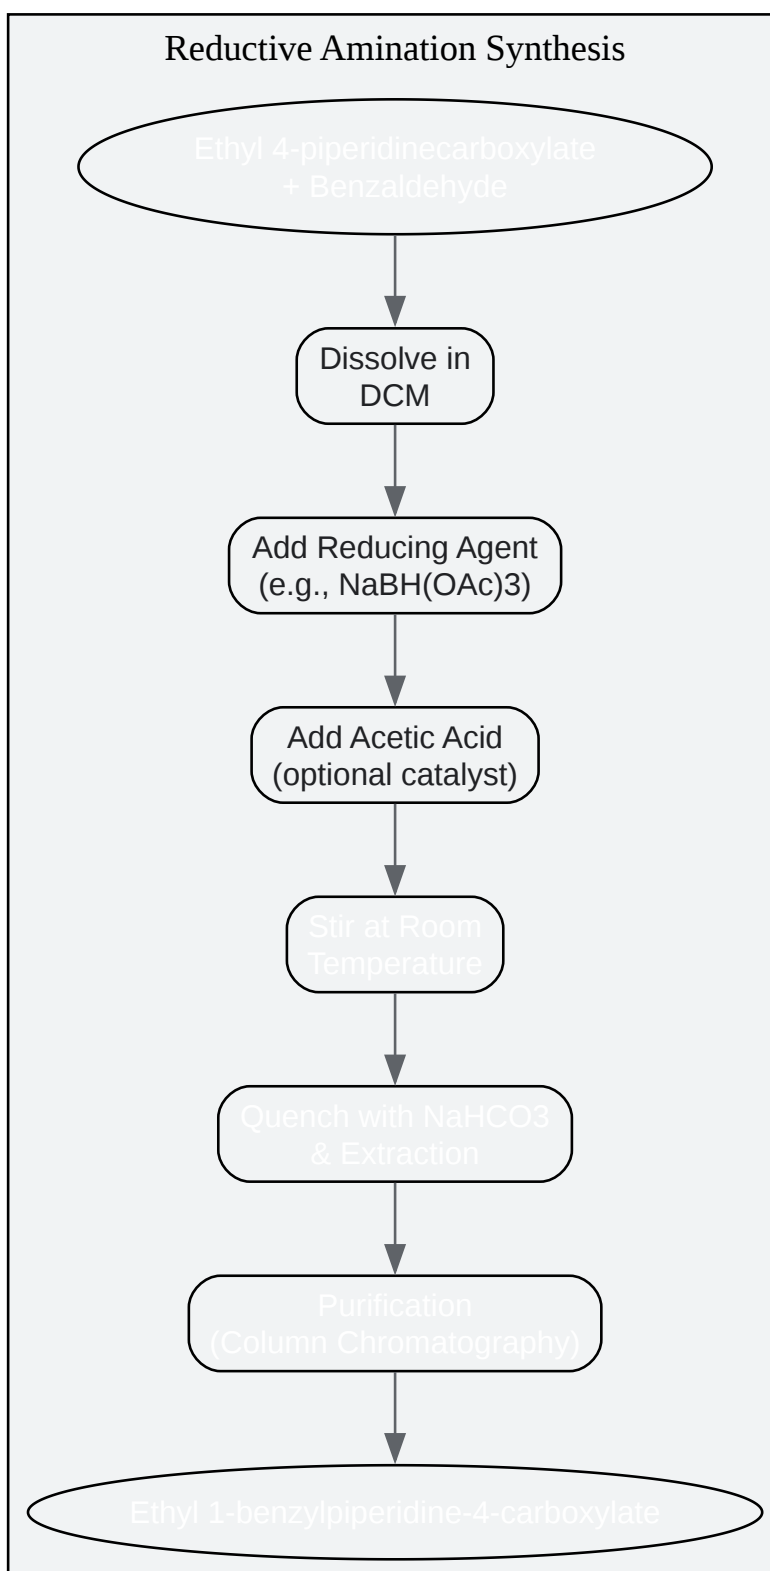 Reductive Amination Synthesis
Ethyl 4-piperidinecarboxylate
+ Benzaldehyde
Dissolve in
DCM
Add Reducing Agent
(e.g., NaBH(OAc)3)
Add Acetic Acid
(optional catalyst)
Stir at Room
Temperature
Quench with NaHCO3
& Extraction
Purification
(Column Chromatography)
Ethyl 1-benzylpiperidine-4-carboxylate